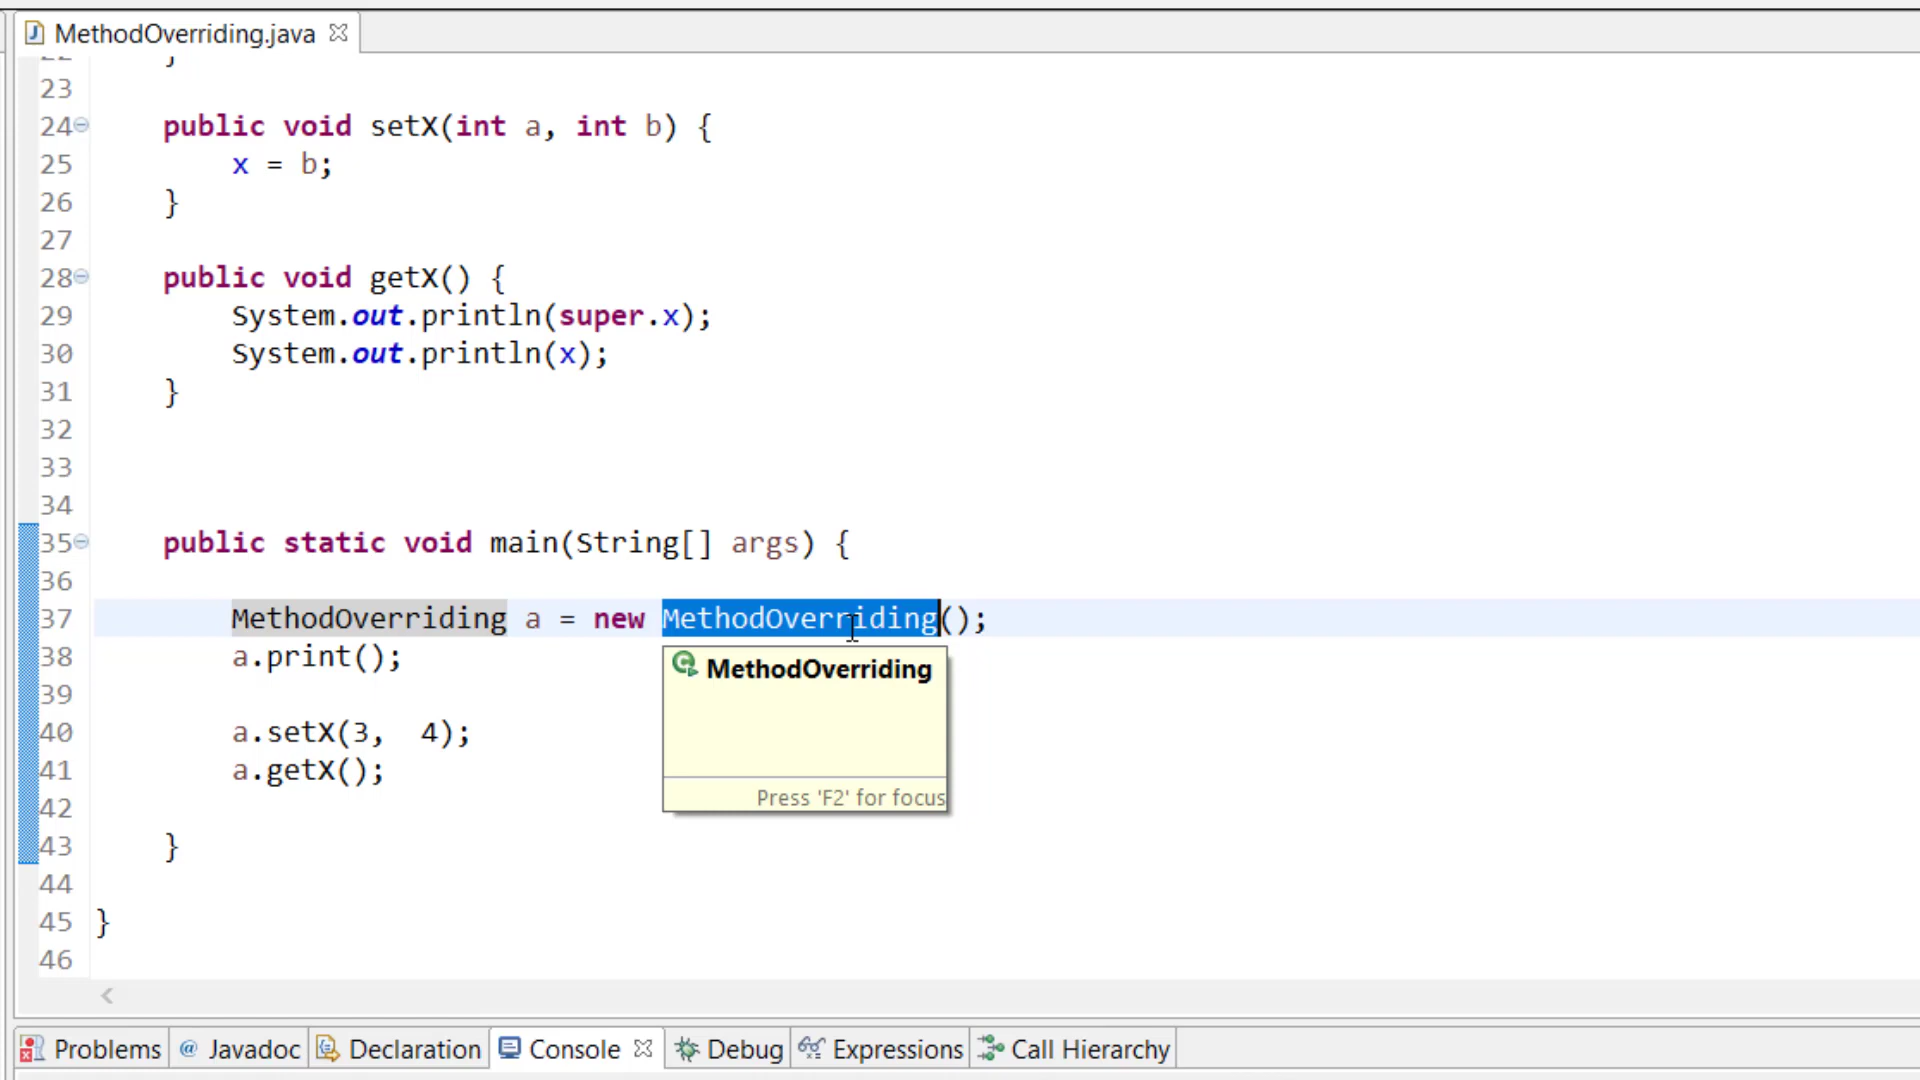 MethodOverriding.java
22 }
23
24 public void setX(int a, int b) {
25 x = b;
26 }
27
28 public void getX() {
29 System.out.println(super.x);
30 System.out.println(x);
31 }
32
33
34
35 public static void main(String[] args) {
36
37 MethodOverriding a = new MethodOverriding();
38 a.print();
MethodOverriding
39
40 a.setX(3,  4);
41 a.getX();
Press 'F2' for focus
42
43 }
44
45 }
46
Problems @ Javadoc Declaration Console Debug Expressions Call Hierarchy